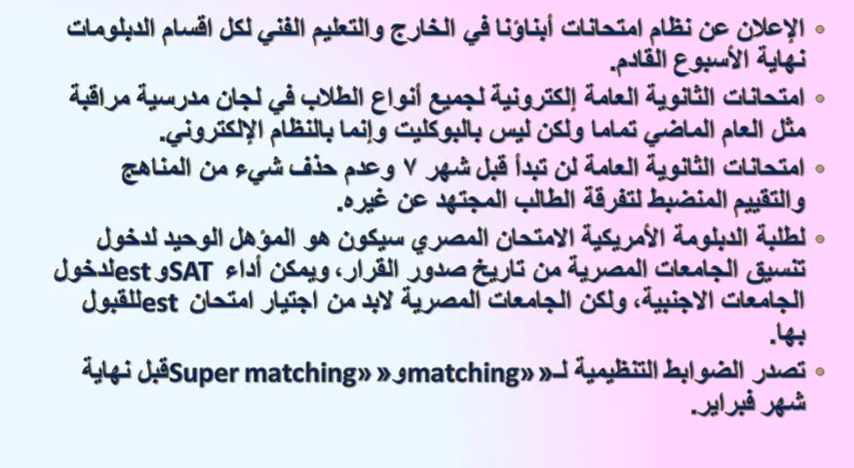 • الإعلان عن نظام امتحانات أبناؤنا في الخارج والتعليم الفني لكل اقسام الدبلومات
نهاية الأسبوع القادم.
• امتحانات الثانوية العامة إلكترونية لجميع أنواع الطلاب في لجان مدرسية مراقبة
مثل العام الماضي تماما ولكن ليس بالبوكليت وإنما بالنظام الإلكتروني.
• امتحانات الثانوية العامة لن تبدأ قبل شهر ٧ وعدم حذف شيء من المناهج
والتقييم المنضبط لتفرقة الطالب المجتهد عن غيره.
• لطلبة الدبلومة الأمريكية الامتحان المصري سيكون هو المؤهل الوحيد لدخول
تنسيق الجامعات المصرية من تاريخ صدور القرار، ويمكن أداء SATوestلدخول
الجامعات الاجنبية، ولكن الجامعات المصرية لابد من اجتيار امتحان estللقبول
بها.
• تصدر الضوابط التنظيمية لـ« «matchingو« «Super matchingقبل نهاية
شهر فبراير.